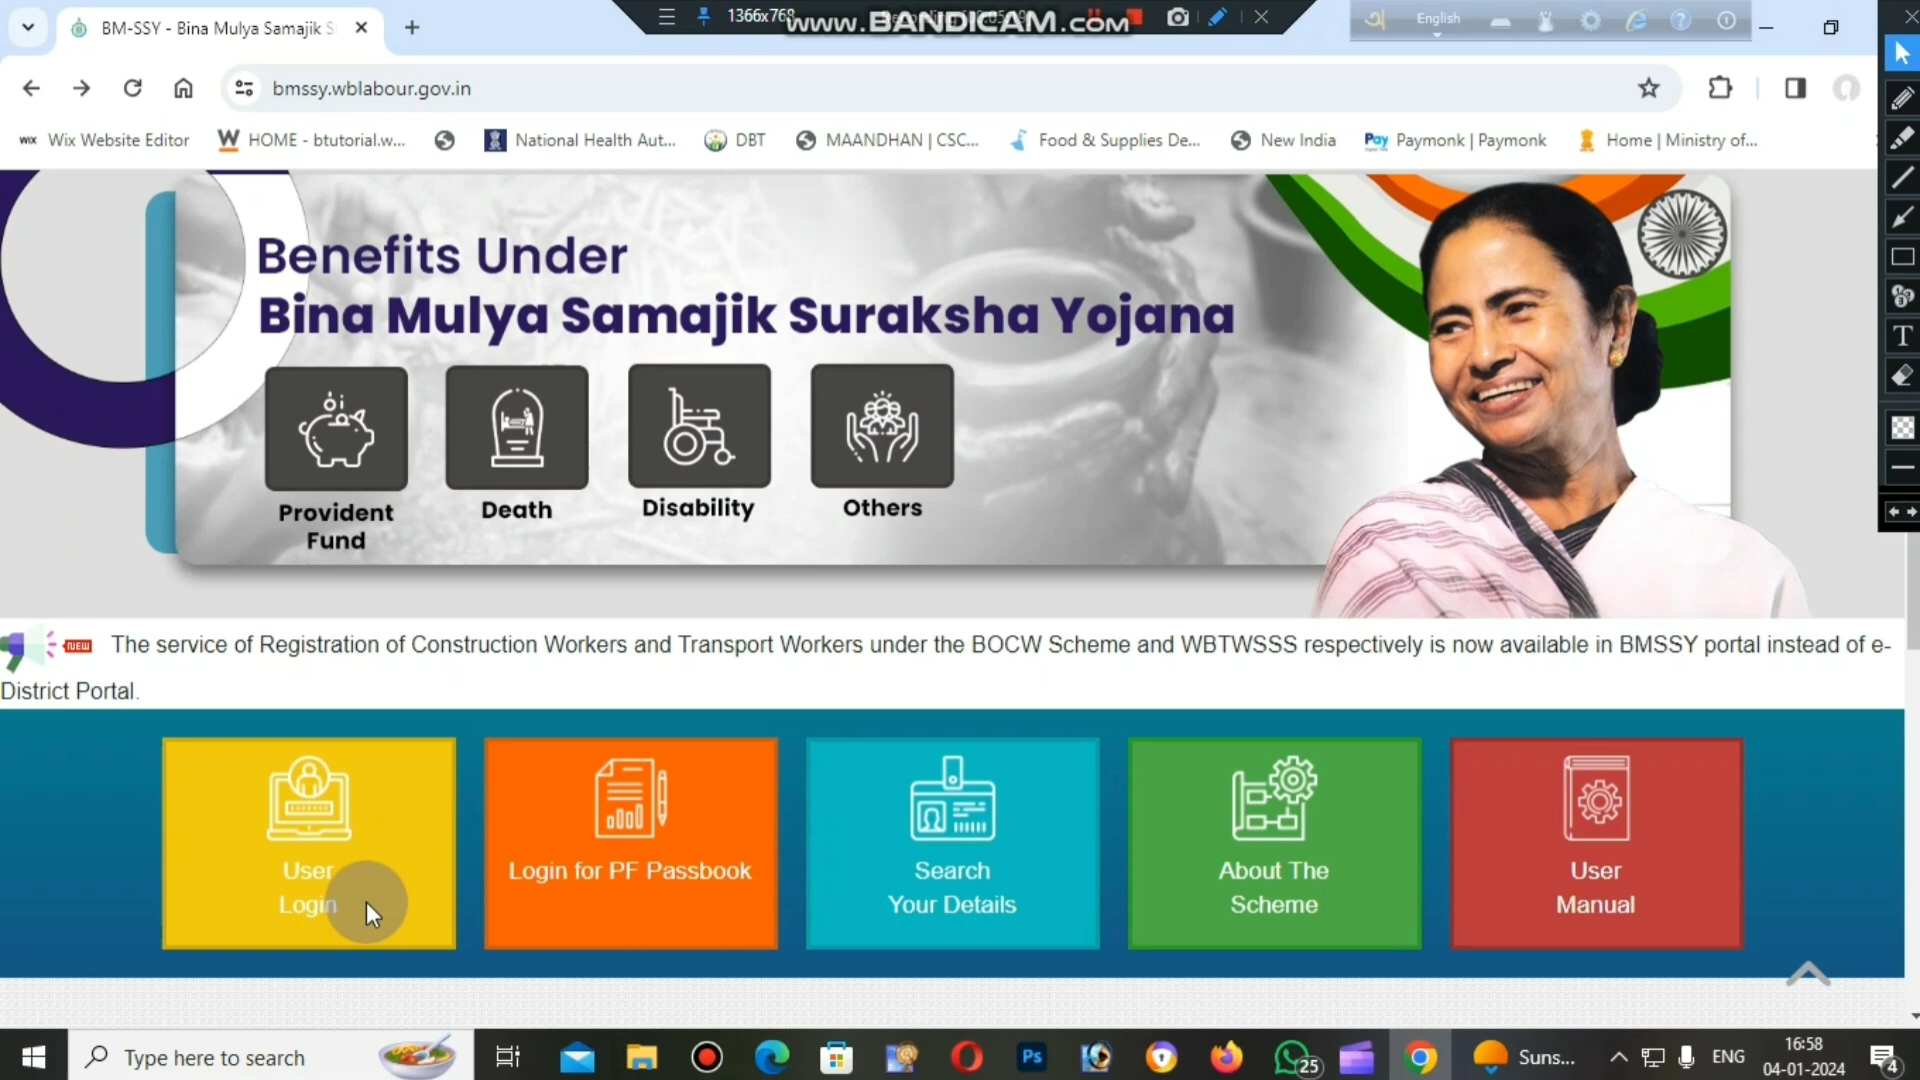 BM-SSY - Bina Mulya Samajik S
1366x768
www.BANDICAM.com
English
bmssy.wblabour.gov.in
WIX Wix Website Editor
HOME - btutorial.w...
National Health Aut...
DBT
MAANDHAN | CSC...
Food & Supplies De...
New India
Pay Paymonk | Paymonk
Home | Ministry of...
Benefits Under
Bina Mulya Samajik Suraksha Yojana
Provident
Fund
Death
Disability
Others
NEW The service of Registration of Construction Workers and Transport Workers under the BOCW Scheme and WBTWSSS respectively is now available in BMSSY portal instead of e-
District Portal.
User
Login
Login for PF Passbook
Search
Your Details
About The
Scheme
User
Manual
Type here to search
Ps
25
Suns...
ENG
16:58
04-01-2024
4